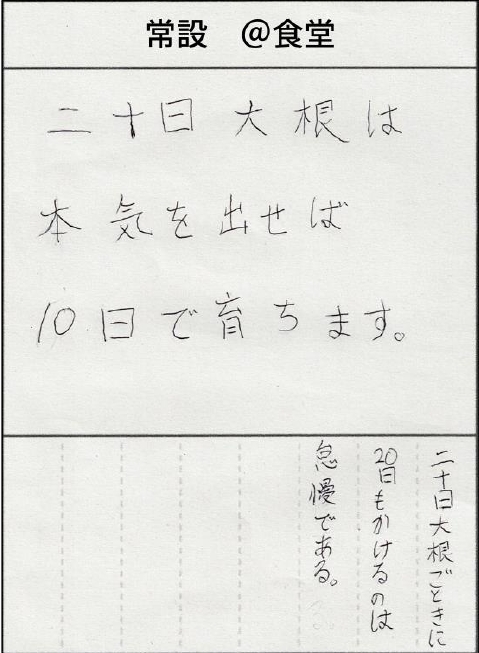 常設　@食堂
二十日大根は
本気を出せば
10日で育ちます。
二十日大根ごときに
20日もかけるのは
怠慢である。